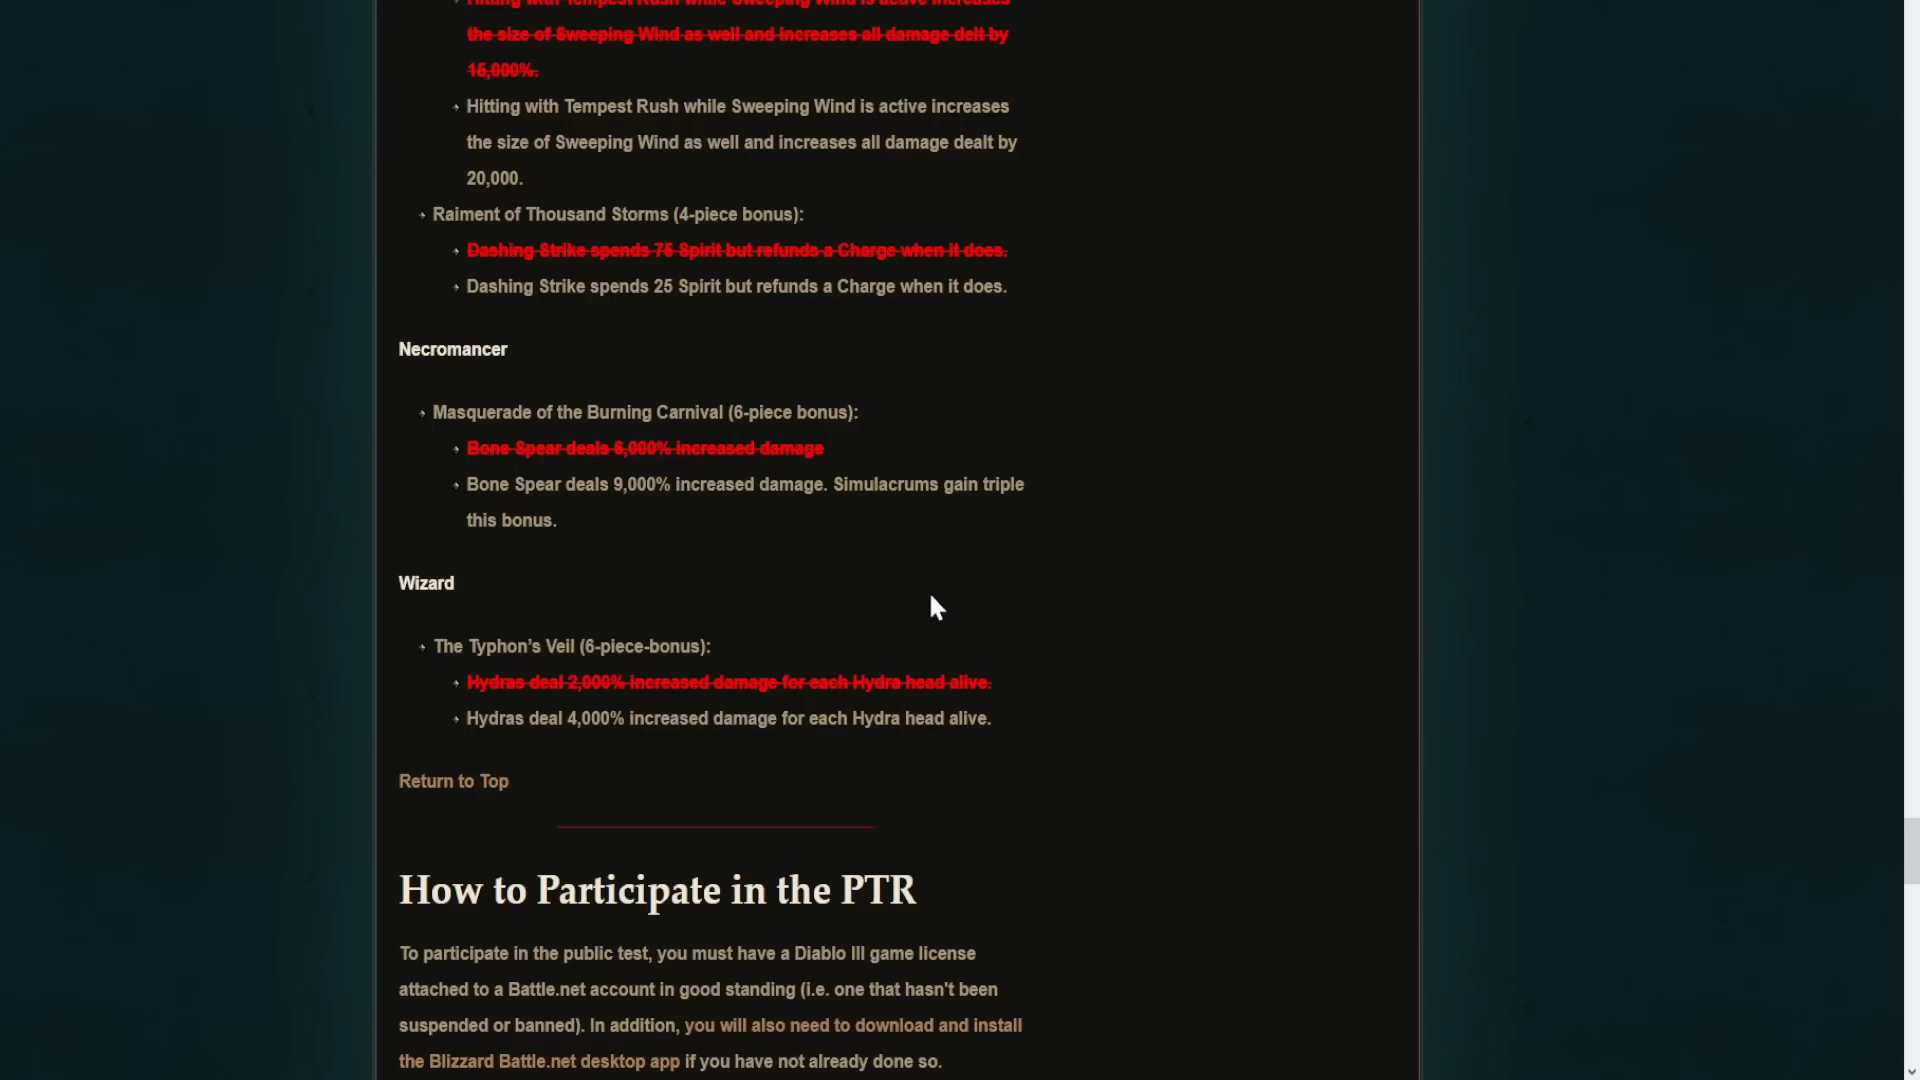 Hitting with Tempest Rush while Sweeping Wind is active increases
the size of Sweeping Wind as well and increases all damage delt by
15,000%.
Hitting with Tempest Rush while Sweeping Wind is active increases
the size of Sweeping Wind as well and increases all damage dealt by
20,000.
Raiment of Thousand Storms (4-piece bonus):
Dashing Strike spends 75 Spirit but refunds a Charge when it does.
Dashing Strike spends 25 Spirit but refunds a Charge when it does.
Necromancer
Masquerade of the Burning Carnival (6-piece bonus):
Bone Spear deals 6,000% increased damage
Bone Spear deals 9,000% increased damage. Simulacrums gain triple
this bonus.
Wizard
The Typhon’s Veil (6-piece-bonus):
Hydras deal 2,000% increased damage for each Hydra head alive.
Hydras deal 4,000% increased damage for each Hydra head alive.
Return to Top
How to Participate in the PTR
To participate in the public test, you must have a Diablo III game license
attached to a Battle.net account in good standing (i.e. one that hasn't been
suspended or banned). In addition, you will also need to download and install
the Blizzard Battle.net desktop app if you have not already done so.